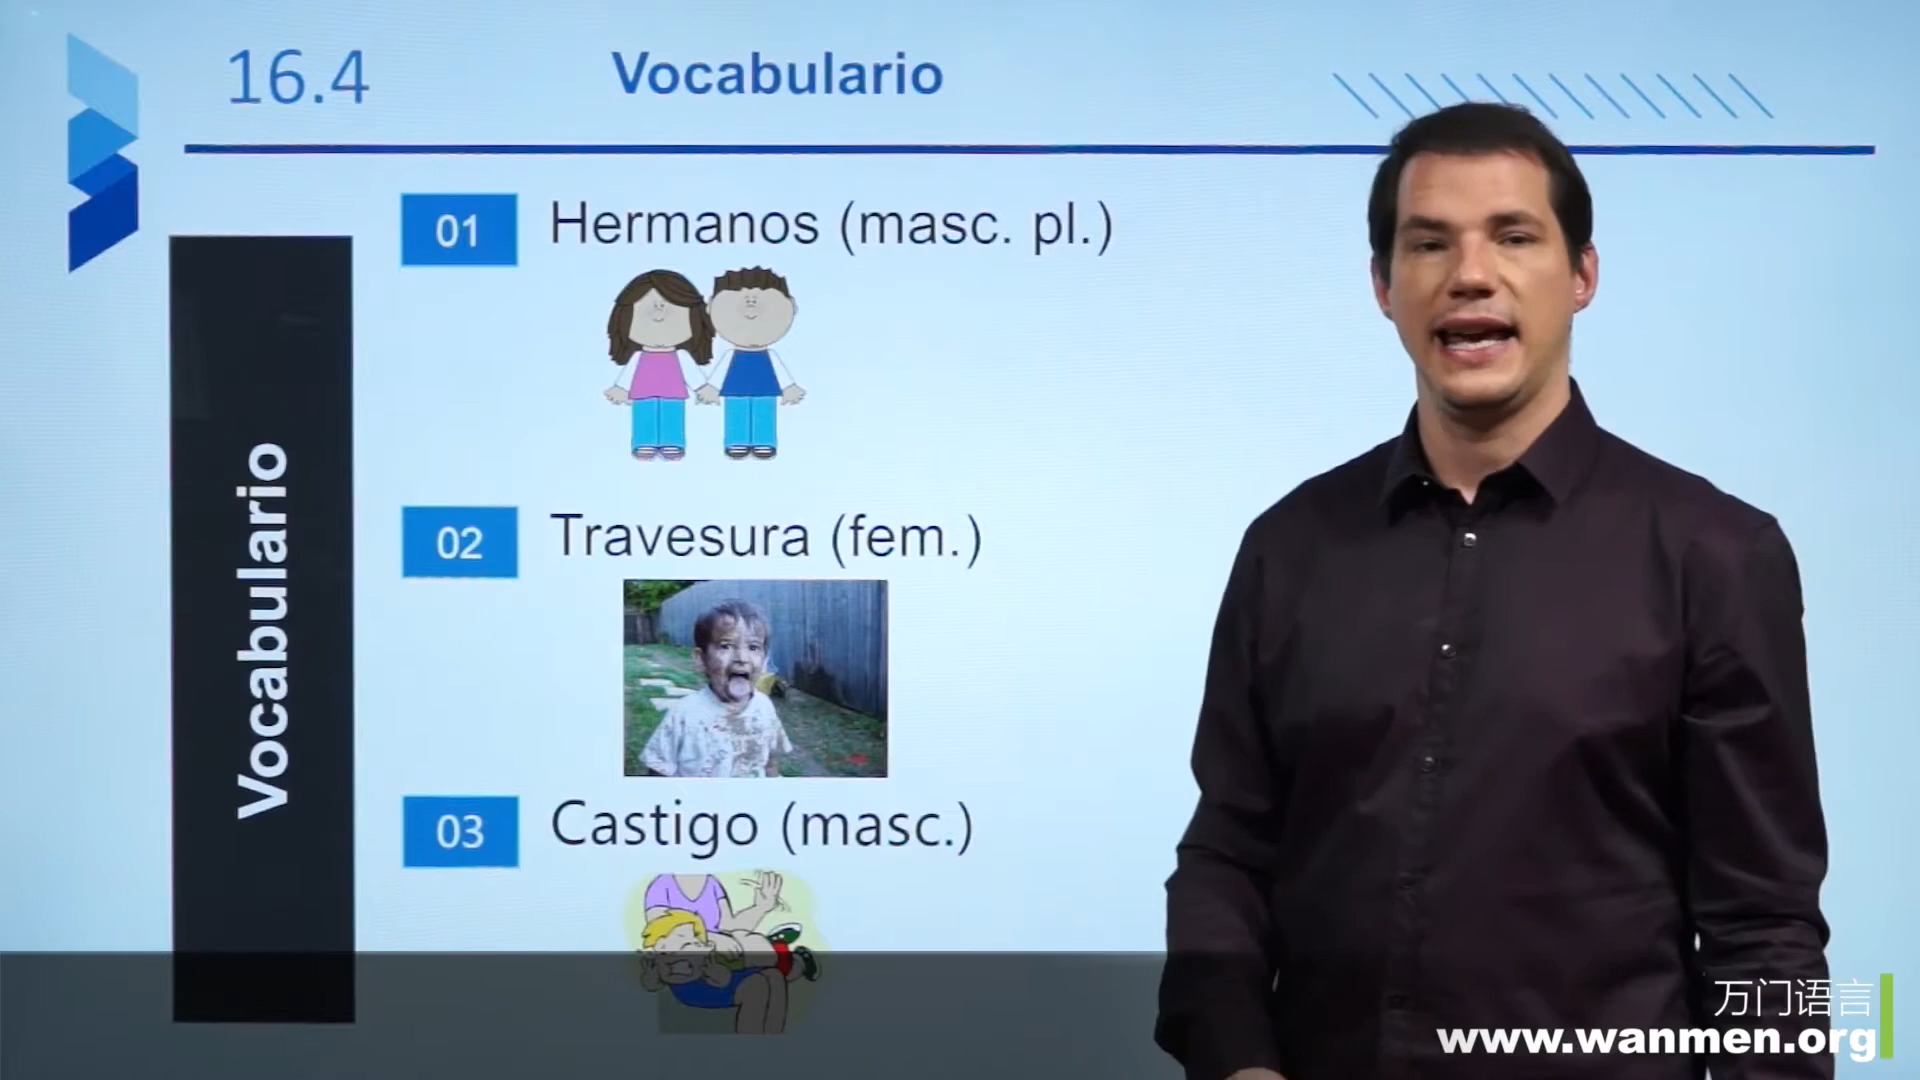 16.4
Vocabulario
01
Hermanos (masc. pl.)
02
Travesura (fem.)
Vocabulario
03
Castigo (masc.)
万门语言
www.wanmen.org